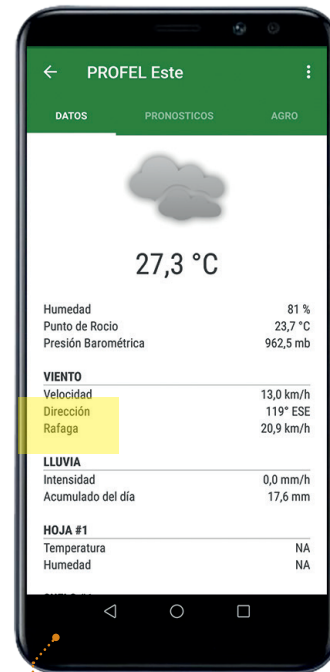 PROFEL Este
DATOS PRONOSTICOS AGRO
27,3 °C
Humedad 81 %
Punto de Rocio 23,7 °C
Presión Barométrica 962,5 mb
VIENTO
Velocidad 13,0 km/h
Dirección 119° ESE
Rafaga 20,9 km/h
LLUVIA
Intensidad 0,0 mm/h
Acumulado del día 17,6 mm
HOJA #1
Temperatura NA
Humedad NA